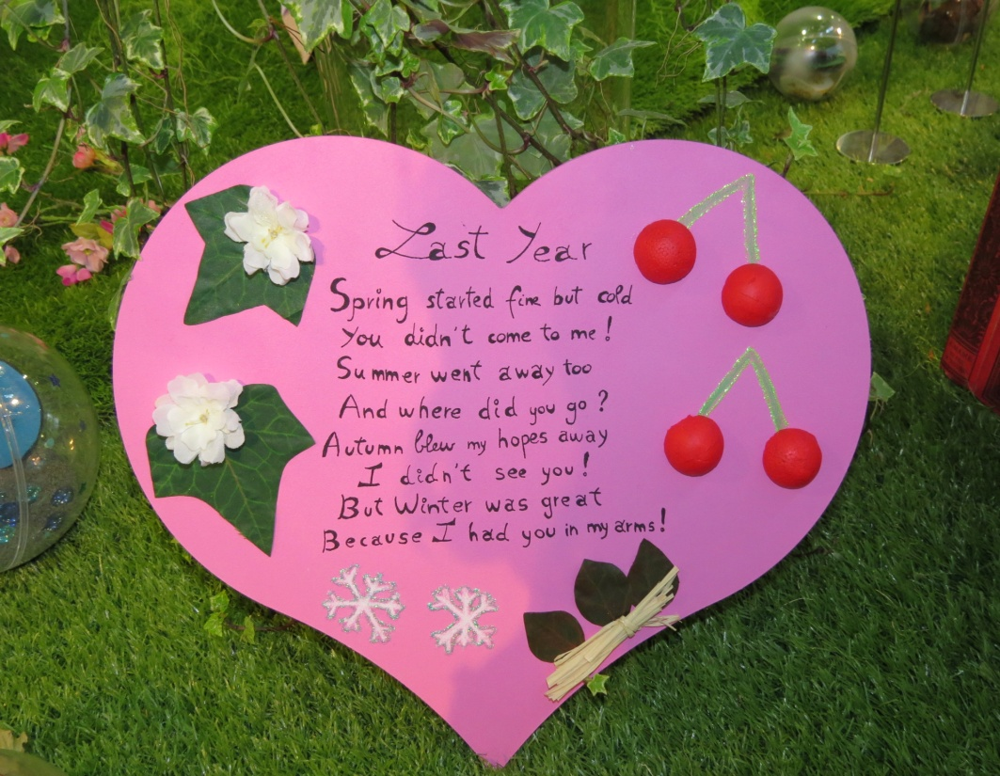 Last Year
Spring started fine but cold
You didn't come to me!
Summer went away too
And where did you go?
Autumn blew my hopes away
I didn't see you!
But Winter was great
Because I had you in my arms!